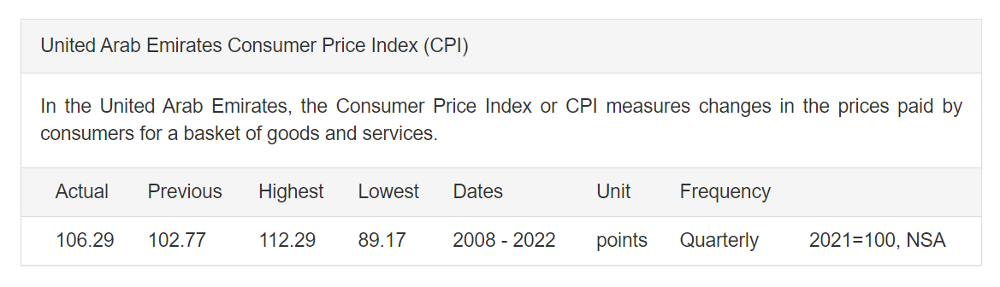 United Arab Emirates Consumer Price Index (CPI)
In the United Arab Emirates, the Consumer Price Index or CPI measures changes in the prices paid by
consumers for a basket of goods and services.
Actual Previous Highest Lowest Dates Unit Frequency
106.29 102.77 112.29 89.17 2008 - 2022 points Quarterly 2021=100, NSA